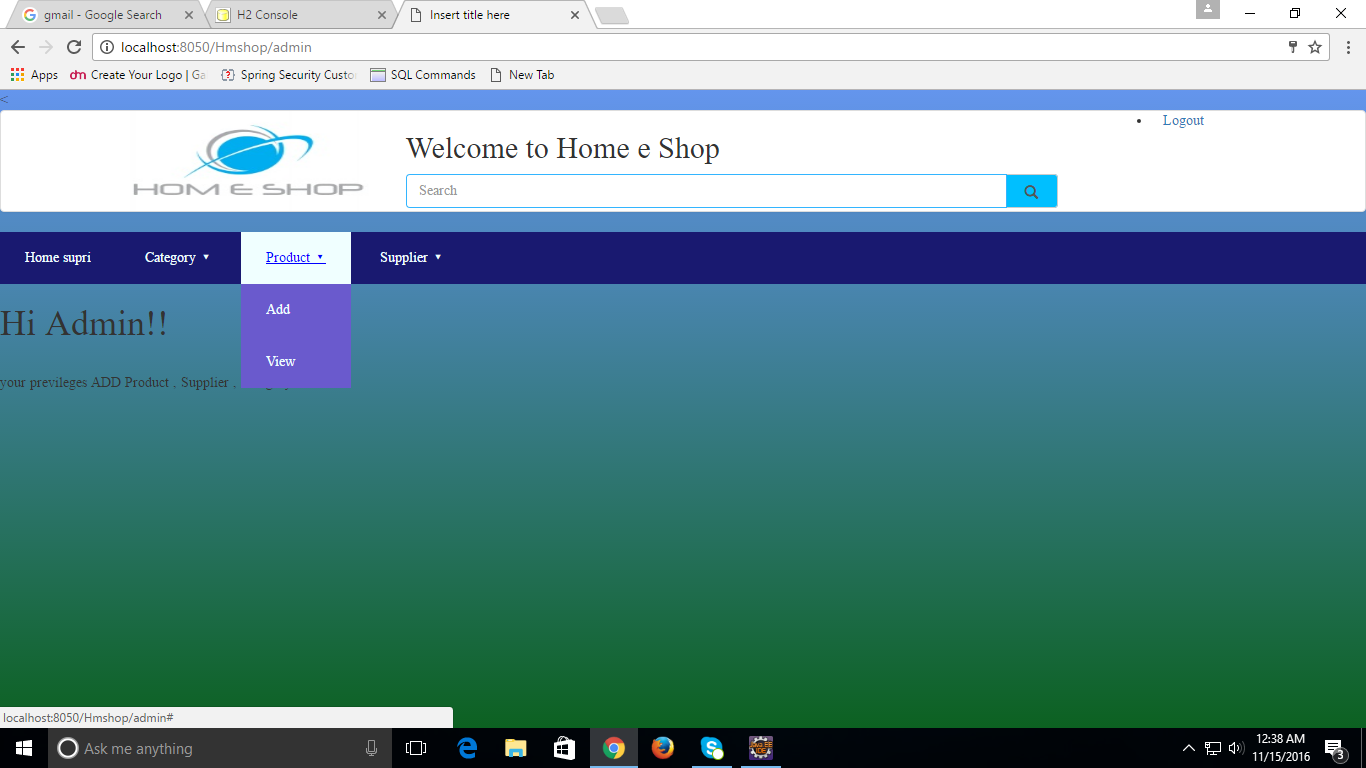 gmail - Google Search
H2 Console
Insert title here
localhost:8050/Hmshop/admin
Apps
Create Your Logo | Ga
Spring Security Custo
SQL Commands
New Tab
<
Logout
HOM E SHOP
Welcome to Home e Shop
Search
Home supri
Category ▼
Product ▼
Supplier ▼
Add
Hi Admin!!
View
your previleges ADD Product , Supplier ,
localhost:8050/Hmshop/admin#
Ask me anything
12:38 AM
11/15/2016
3